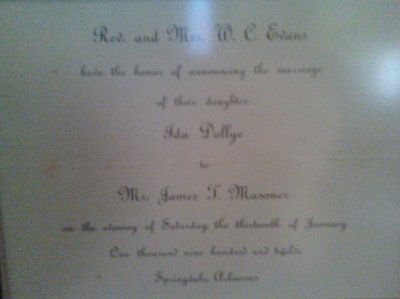 Rev. and Mrs. W. C. Evans
have the honor of announcing the marriage
of their daughter
Ida Dollye
to
Mr. James T. Masoner
on the evening of Saturday, the thirteenth of January
One thousand nine hundred and twelve
Springdale, Arkansas